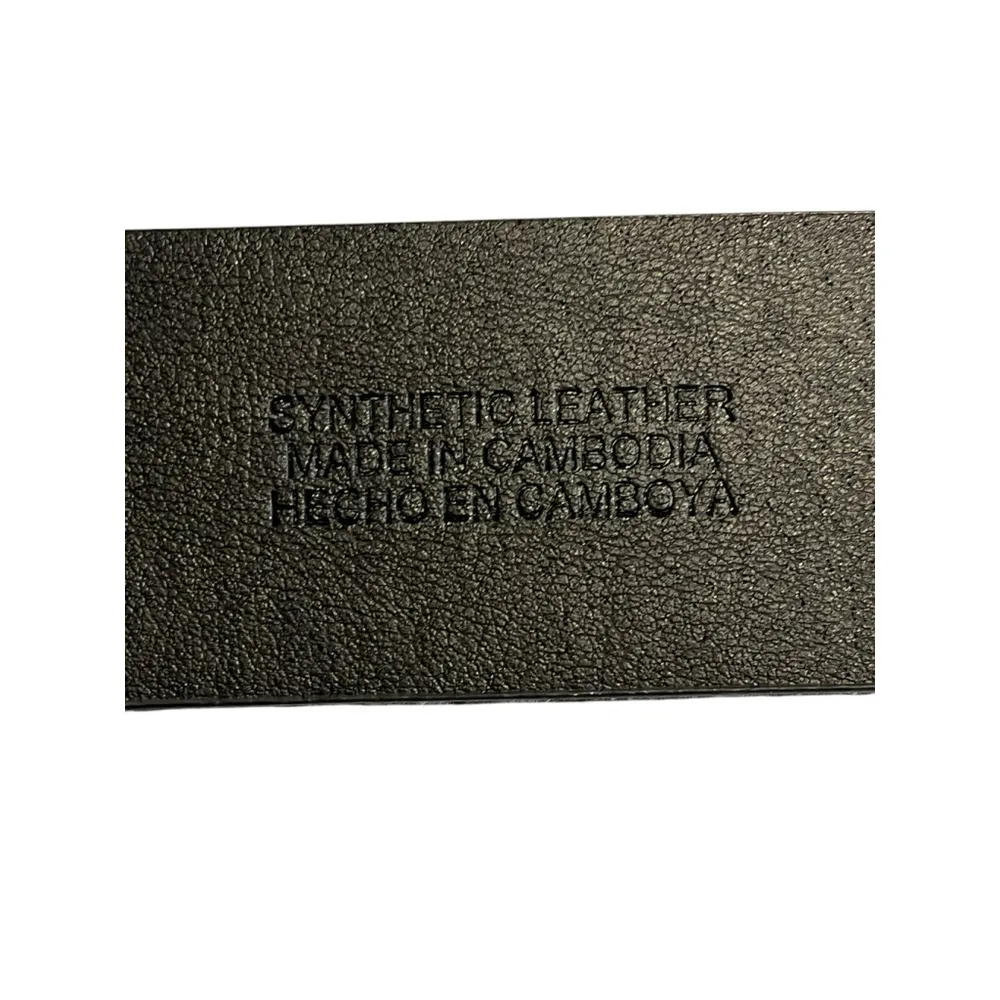 SYNTHETIC LEATHER
MADE IN CAMBODIA
HECHO EN CAMBOYA